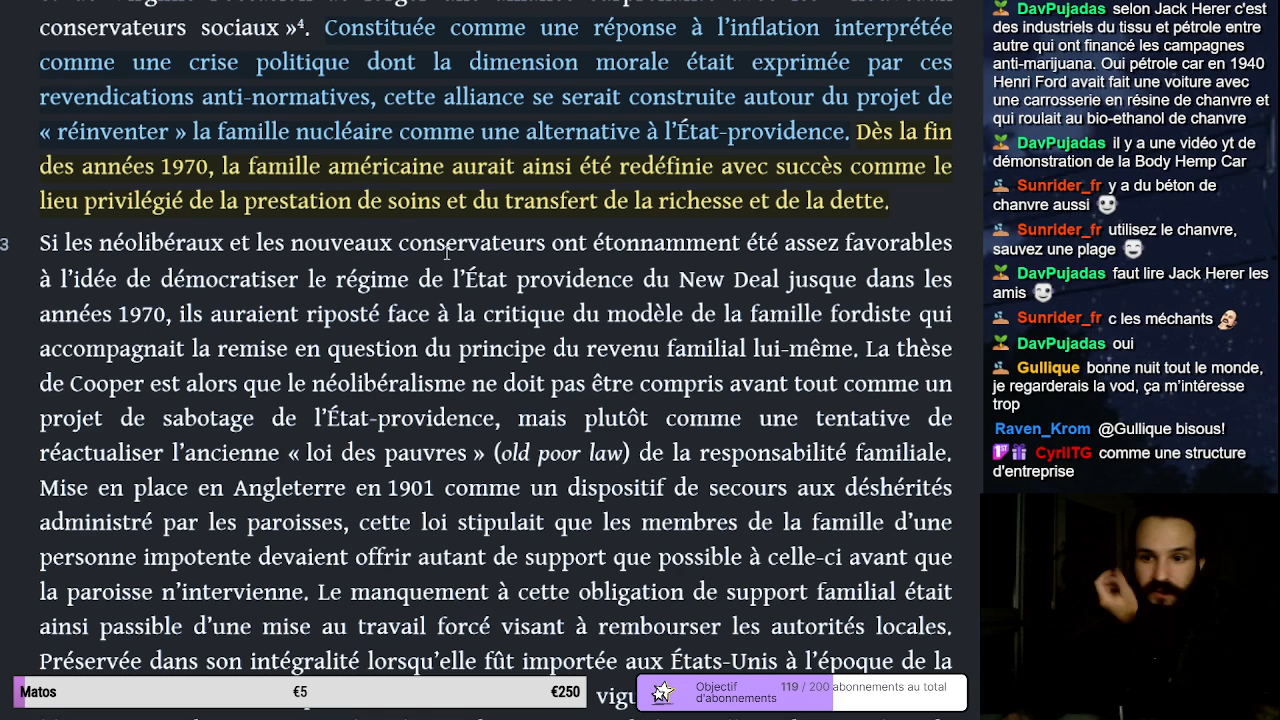 conservateurs sociaux »⁴. Constituée comme une réponse à l’inflation interprétée
comme une crise politique dont la dimension morale était exprimée par ces
revendications anti-normatives, cette alliance se serait construite autour du projet de
« réinventer » la famille nucléaire comme une alternative à l’État-providence. Dès la fin
des années 1970, la famille américaine aurait ainsi été redéfinie avec succès comme le
lieu privilégié de la prestation de soins et du transfert de la richesse et de la dette.
3
Si les néolibéraux et les nouveaux conservateurs ont étonnamment été assez favorables
à l’idée de démocratiser le régime de l’État providence du New Deal jusque dans les
années 1970, ils auraient riposté face à la critique du modèle de la famille fordiste qui
accompagnait la remise en question du principe du revenu familial lui-même. La thèse
de Cooper est alors que le néolibéralisme ne doit pas être compris avant tout comme un
projet de sabotage de l’État-providence, mais plutôt comme une tentative de
réactualiser l’ancienne « loi des pauvres » (old poor law) de la responsabilité familiale.
Mise en place en Angleterre en 1901 comme un dispositif de secours aux déshérités
administré par les paroisses, cette loi stipulait que les membres de la famille d’une
personne impotente devaient offrir autant de support que possible à celle-ci avant que
la paroisse n’intervienne. Le manquement à cette obligation de support familial était
ainsi passible d’une mise au travail forcé visant à rembourser les autorités locales.
Préservée dans son intégralité lorsqu’elle fût importée aux États-Unis à l’époque de la
Matos €5 €250
Objectif d'abonnements
119 / 200 abonnements au total
DavPujadas selon Jack Herer c'est
des industriels du tissu et pétrole entre
autre qui ont financé les campagnes
anti-marijuana. Oui pétrole car en 1940
Henri Ford avait fait une voiture avec
une carrosserie en résine de chanvre et
qui roulait au bio-ethanol de chanvre
DavPujadas il y a une vidéo yt de
démonstration de la Body Hemp Car
Sunrider_fr y a du béton de
chanvre aussi
Sunrider_fr utilisez le chanvre,
sauvez une plage
DavPujadas faut lire Jack Herer les
amis
Sunrider_fr c les méchants
DavPujadas oui
Gullique bonne nuit tout le monde,
je regarderais la vod, ça m’intéresse
trop
Raven_Krom @Gullique bisous!
1ST CyrilTG comme une structure
d'entreprise